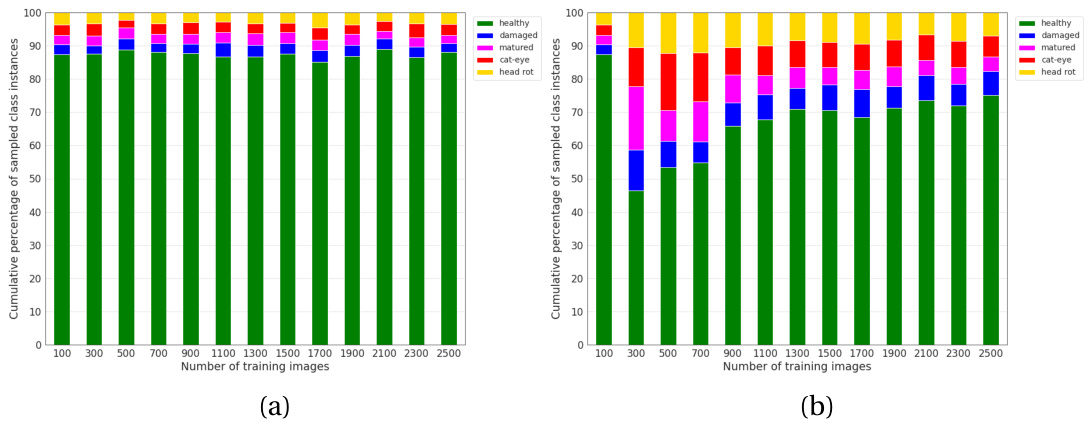 100
90
80
70
60
50
40
30
20
10
0
Cumulative percentage of sampled class instances
100 300 500 700 900 1100 1300 1500 1700 1900 2100 2300 2500
Number of training images
healthy
damaged
matured
cat-eye
head rot
(a)
100
90
80
70
60
50
40
30
20
10
0
Cumulative percentage of sampled class instances
100 300 500 700 900 1100 1300 1500 1700 1900 2100 2300 2500
Number of training images
healthy
damaged
matured
cat-eye
head rot
(b)